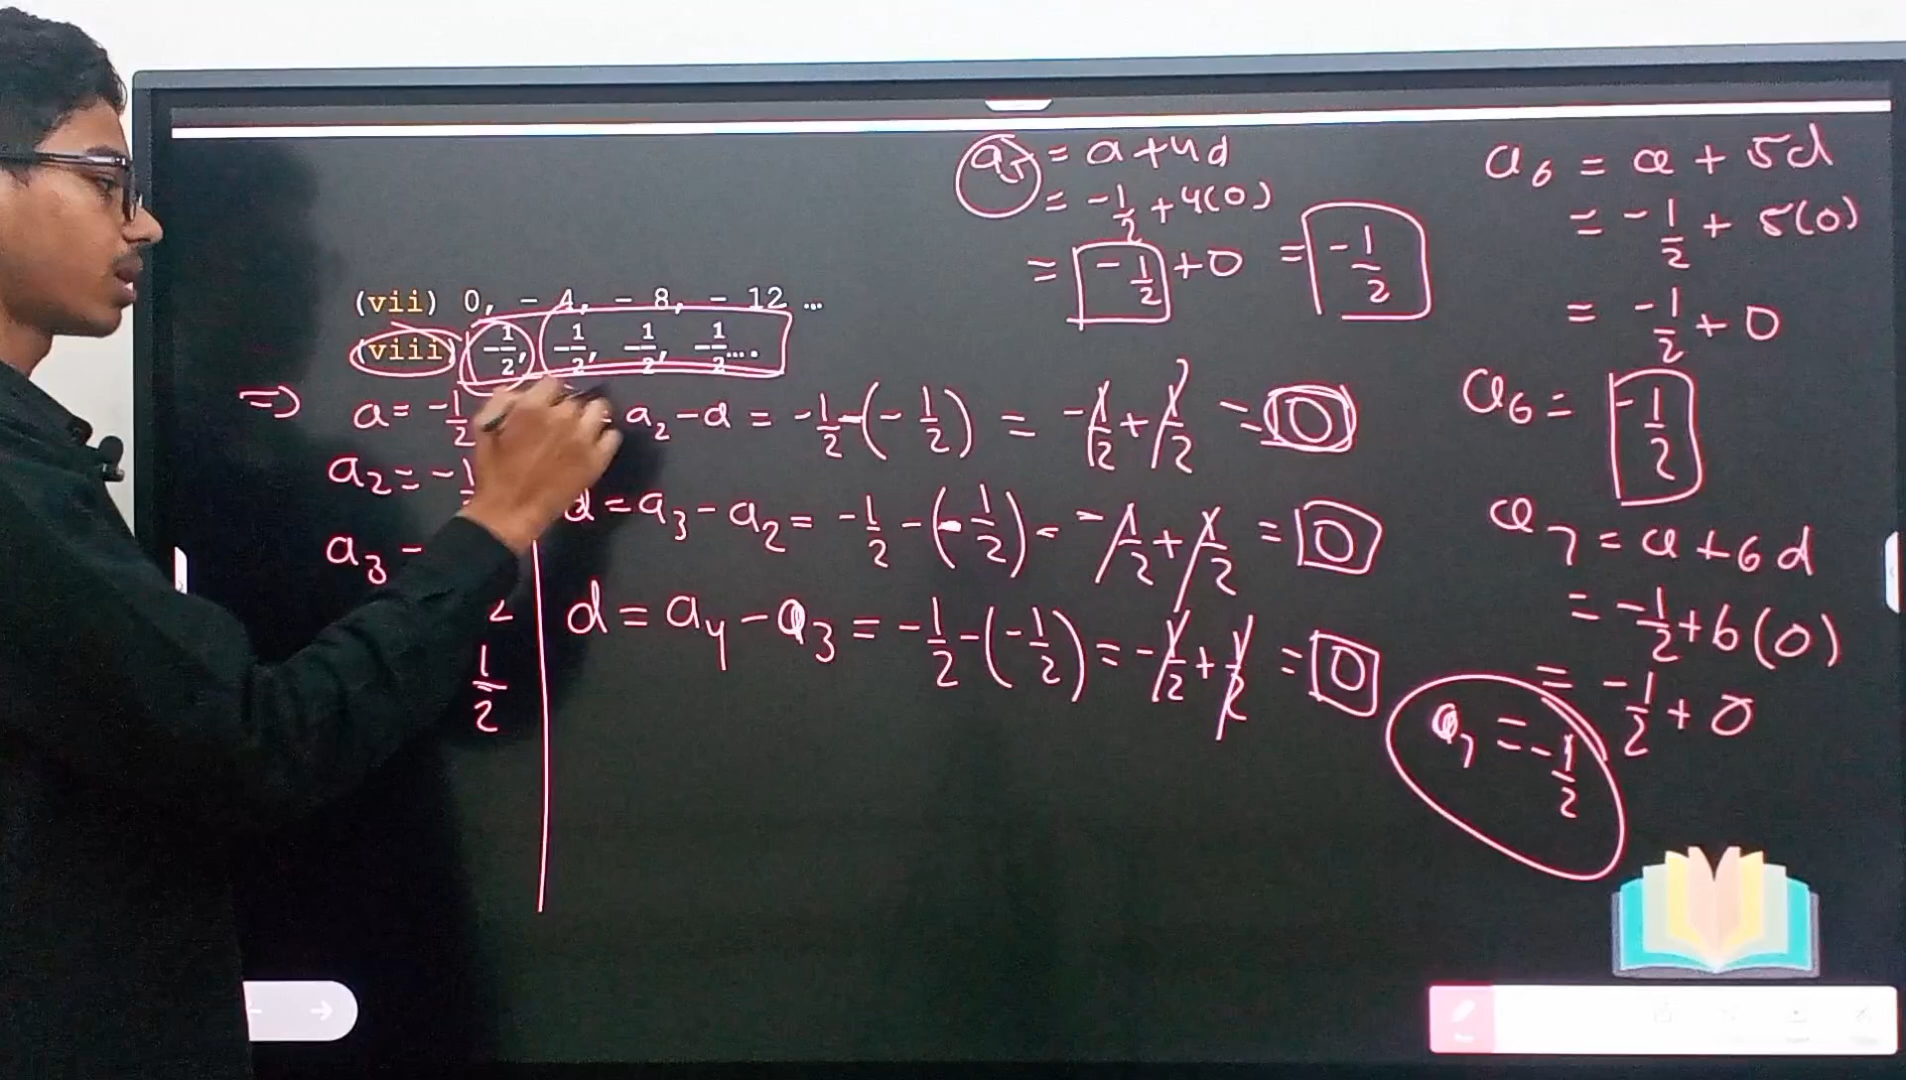 (vii) 0, - 4, - 8, - 12 ...
(viii) -1/2, -1/2, -1/2, -1/2....
⇒ a = -1/2
a2 = -1
a3 -
2
1/2
= a2 - a = -1/2 - (-1/2) = -1/2 + 1/2 = 0
d = a3 - a2 = -1/2 - (-1/2) = -1/2 + 1/2 = 0
d = a4 - a3 = -1/2 - (-1/2) = -1/2 + 1/2 = 0
a5 = a + 4d
= -1/2 + 4(0)
= -1/2 + 0 = -1/2
a6 = a + 5d
= -1/2 + 5(0)
= -1/2 + 0
a6 = -1/2
a7 = a + 6d
= -1/2 + 6(0)
= -1/2 + 0
a7 = -1/2